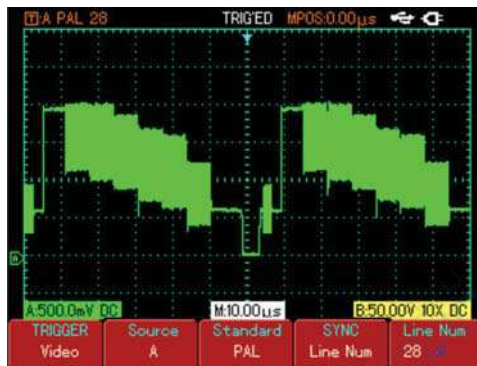 T:A PAL 28 TRIG'ED MPOS:0.00μs
A
A:500.0mV DC M:10.00μs B:50.00V 10X DC
TRIGGER Source Standard SYNC Line Num
Video A PAL Line Num 28